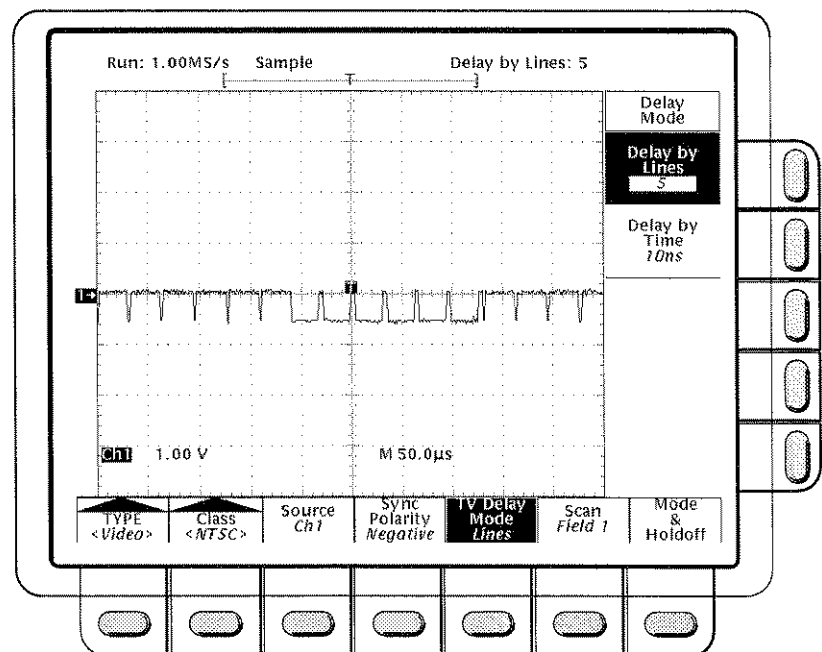 Run: 1.00MS/s Sample Delay by Lines: 5
T
Delay
Mode
Delay by
Lines
5
Delay by
Time
10ns
T
1
Ch1 1.00 V M 50.0µs
TYPE
<Video>
Class
<NTSC>
Source
Ch1
Sync
Polarity
Negative
TV Delay
Mode
Lines
Scan
Field 1
Mode
&
Holdoff